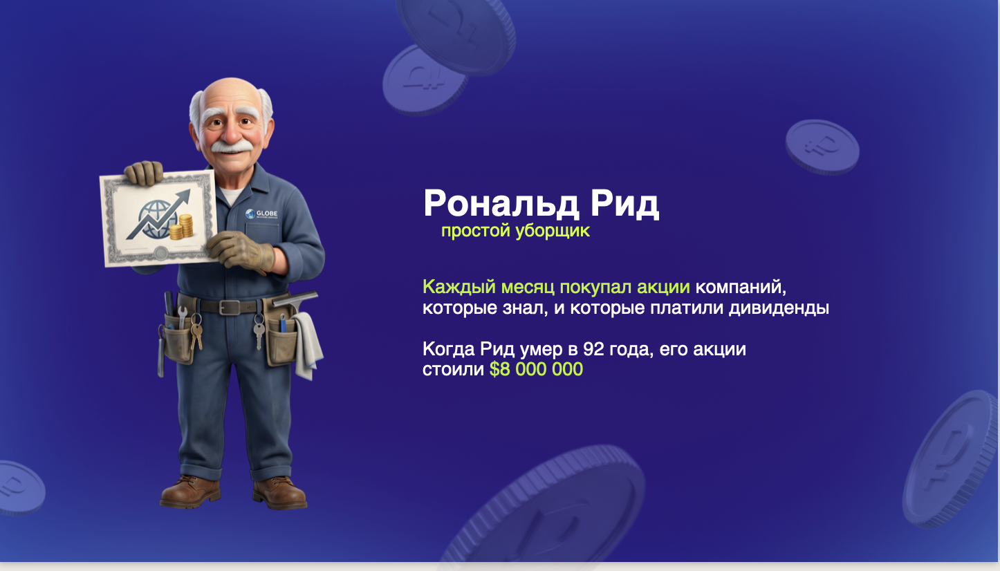 GLOBE
Рональд Рид
простой уборщик
Каждый месяц покупал акции компаний,
которые знал, и которые платили дивиденды
Когда Рид умер в 92 года, его акции
стоили $8 000 000